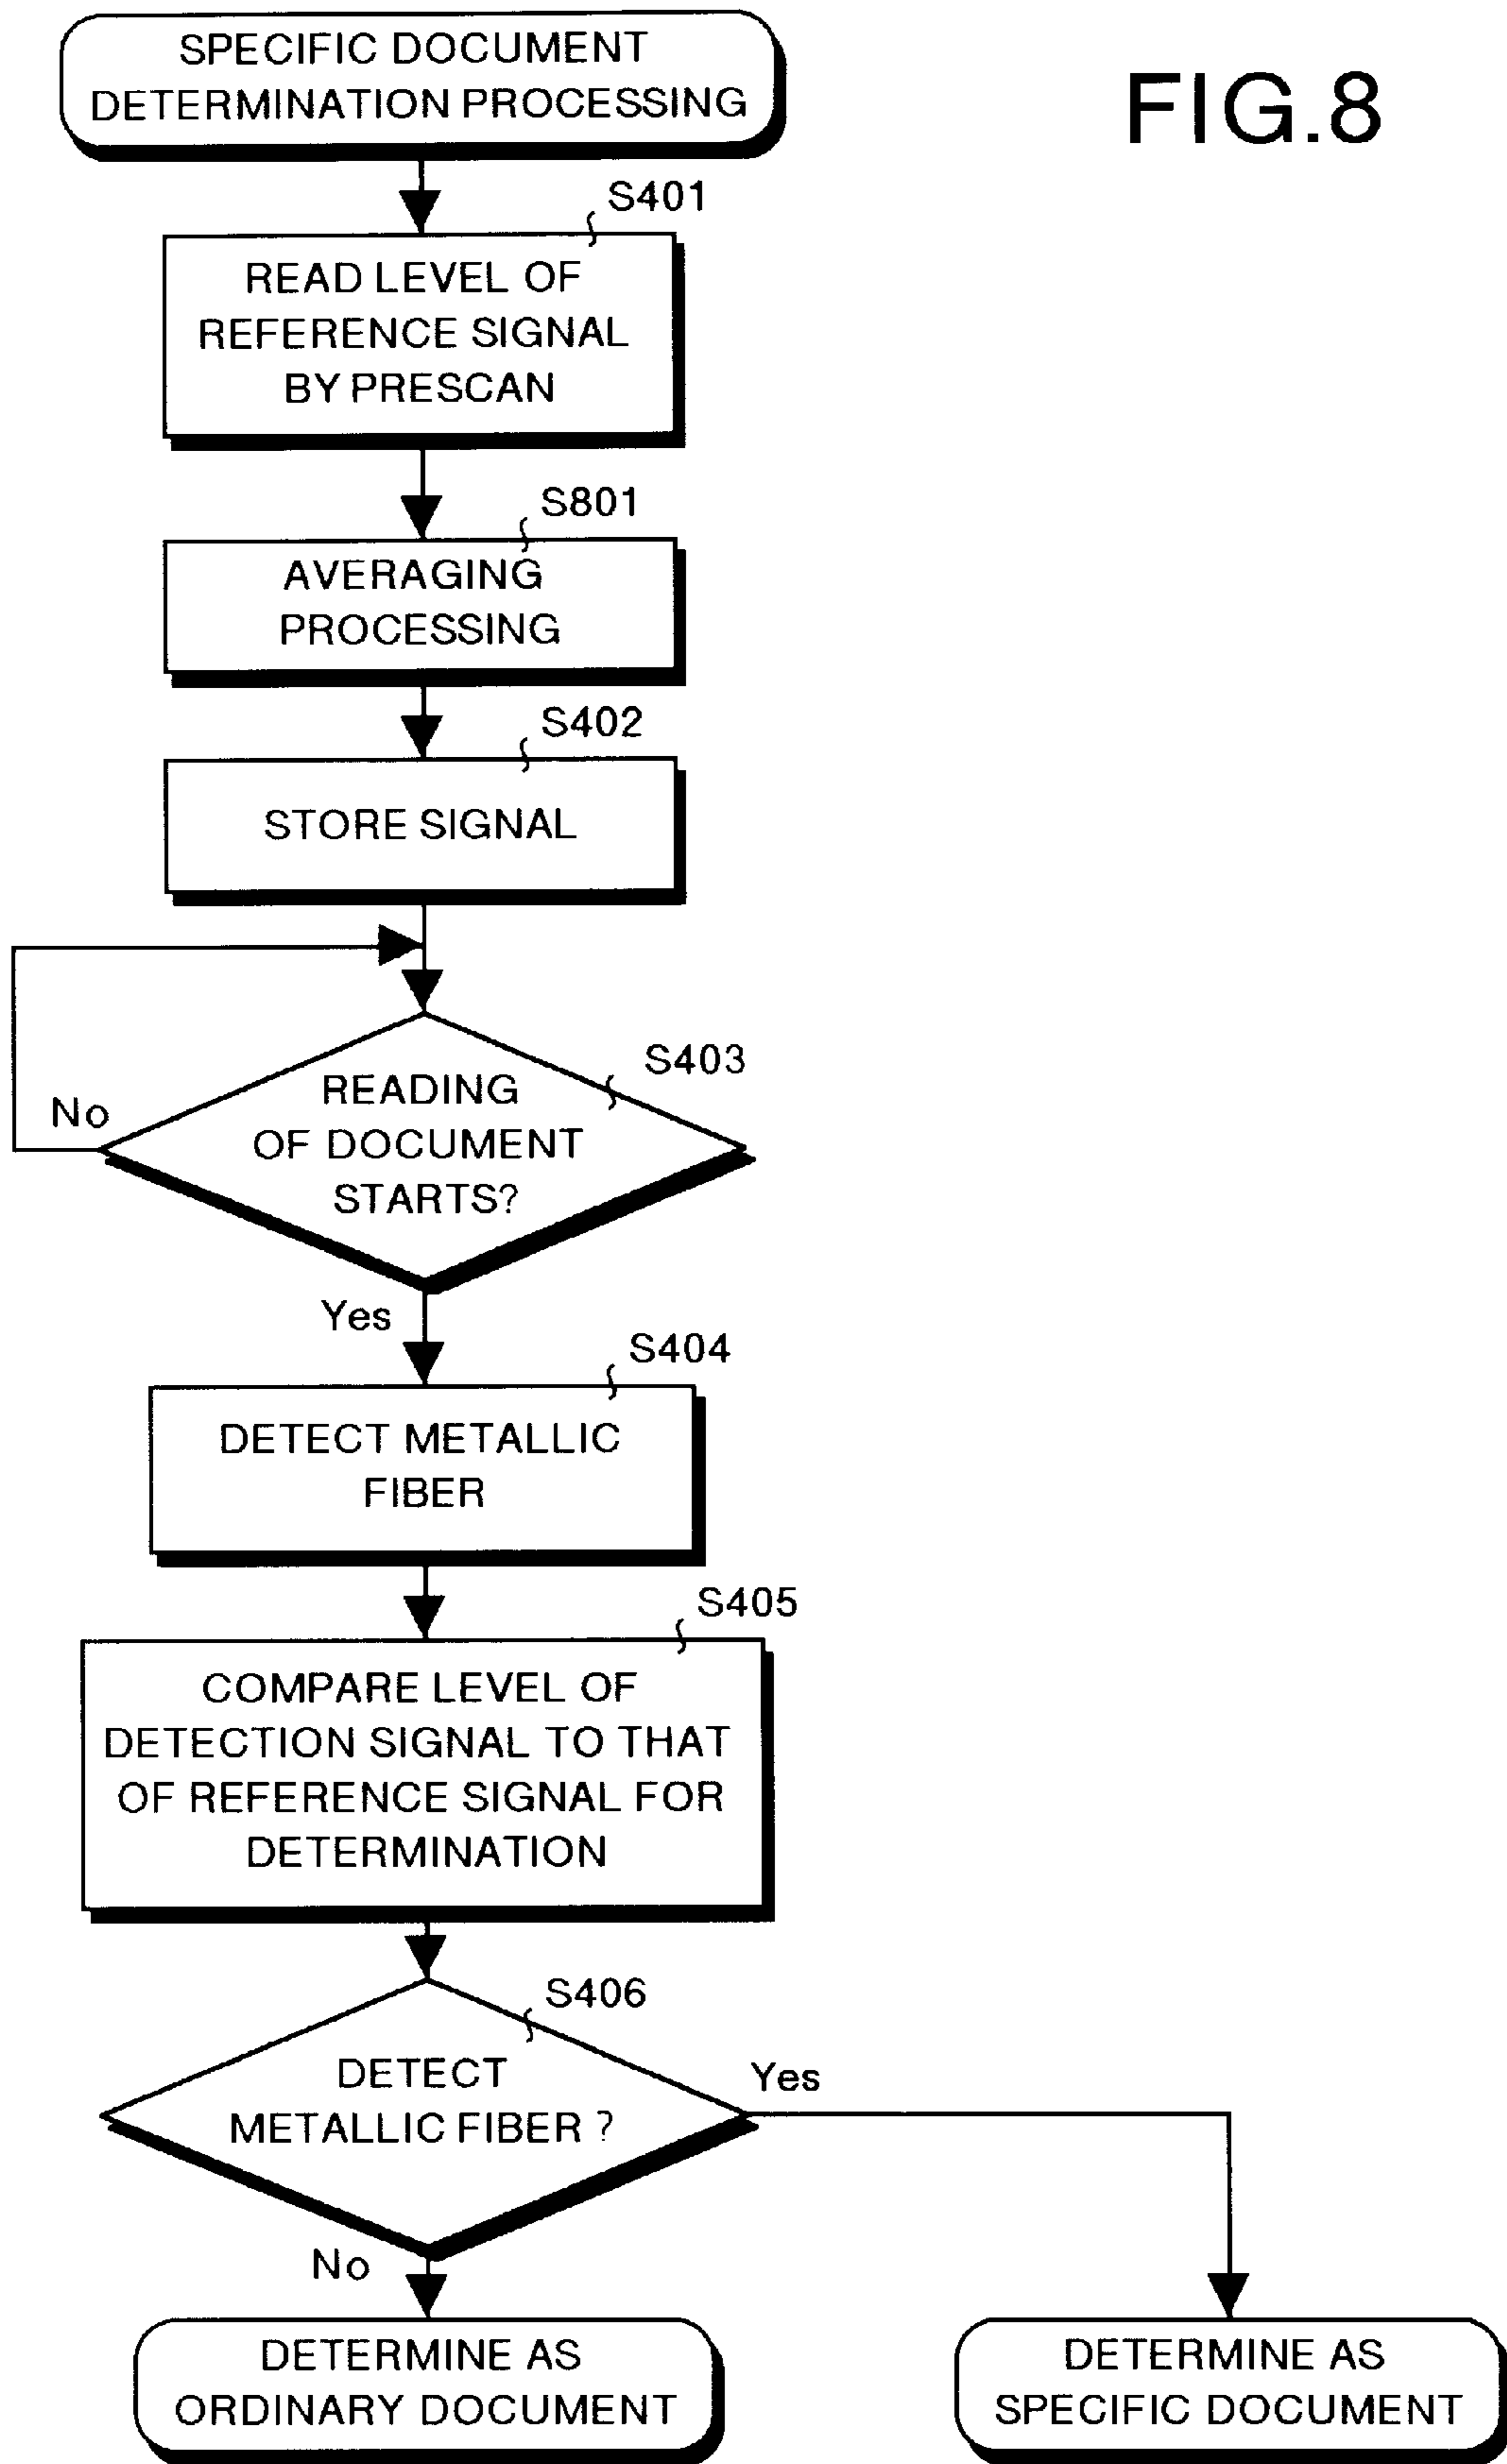 SPECIFIC DOCUMENT
DETERMINATION PROCESSING
FIG.8
S401
READ LEVEL OF
REFERENCE SIGNAL
BY PRESCAN
S801
AVERAGING
PROCESSING
S402
STORE SIGNAL
S403
READING
OF DOCUMENT
STARTS?
No
Yes
S404
DETECT METALLIC
FIBER
S405
COMPARE LEVEL OF
DETECTION SIGNAL TO THAT
OF REFERENCE SIGNAL FOR
DETERMINATION
S406
DETECT
METALLIC FIBER ?
Yes
No
DETERMINE AS
ORDINARY DOCUMENT
DETERMINE AS
SPECIFIC DOCUMENT